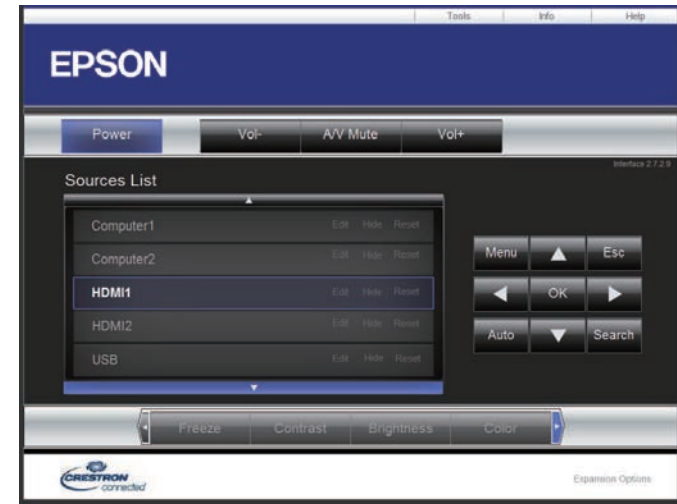 Tools Info Help
EPSON
Power Vol- A/V Mute Vol+
Interface 2.7.2.9
Sources List
Computer1 Edit Hide Reset
Computer2 Edit Hide Reset
HDMI1 Edit Hide Reset
HDMI2 Edit Hide Reset
USB Edit Hide Reset
Menu Esc
OK
Auto Search
Freeze Contrast Brightness Color
CRESTRON
connected
Expansion Options